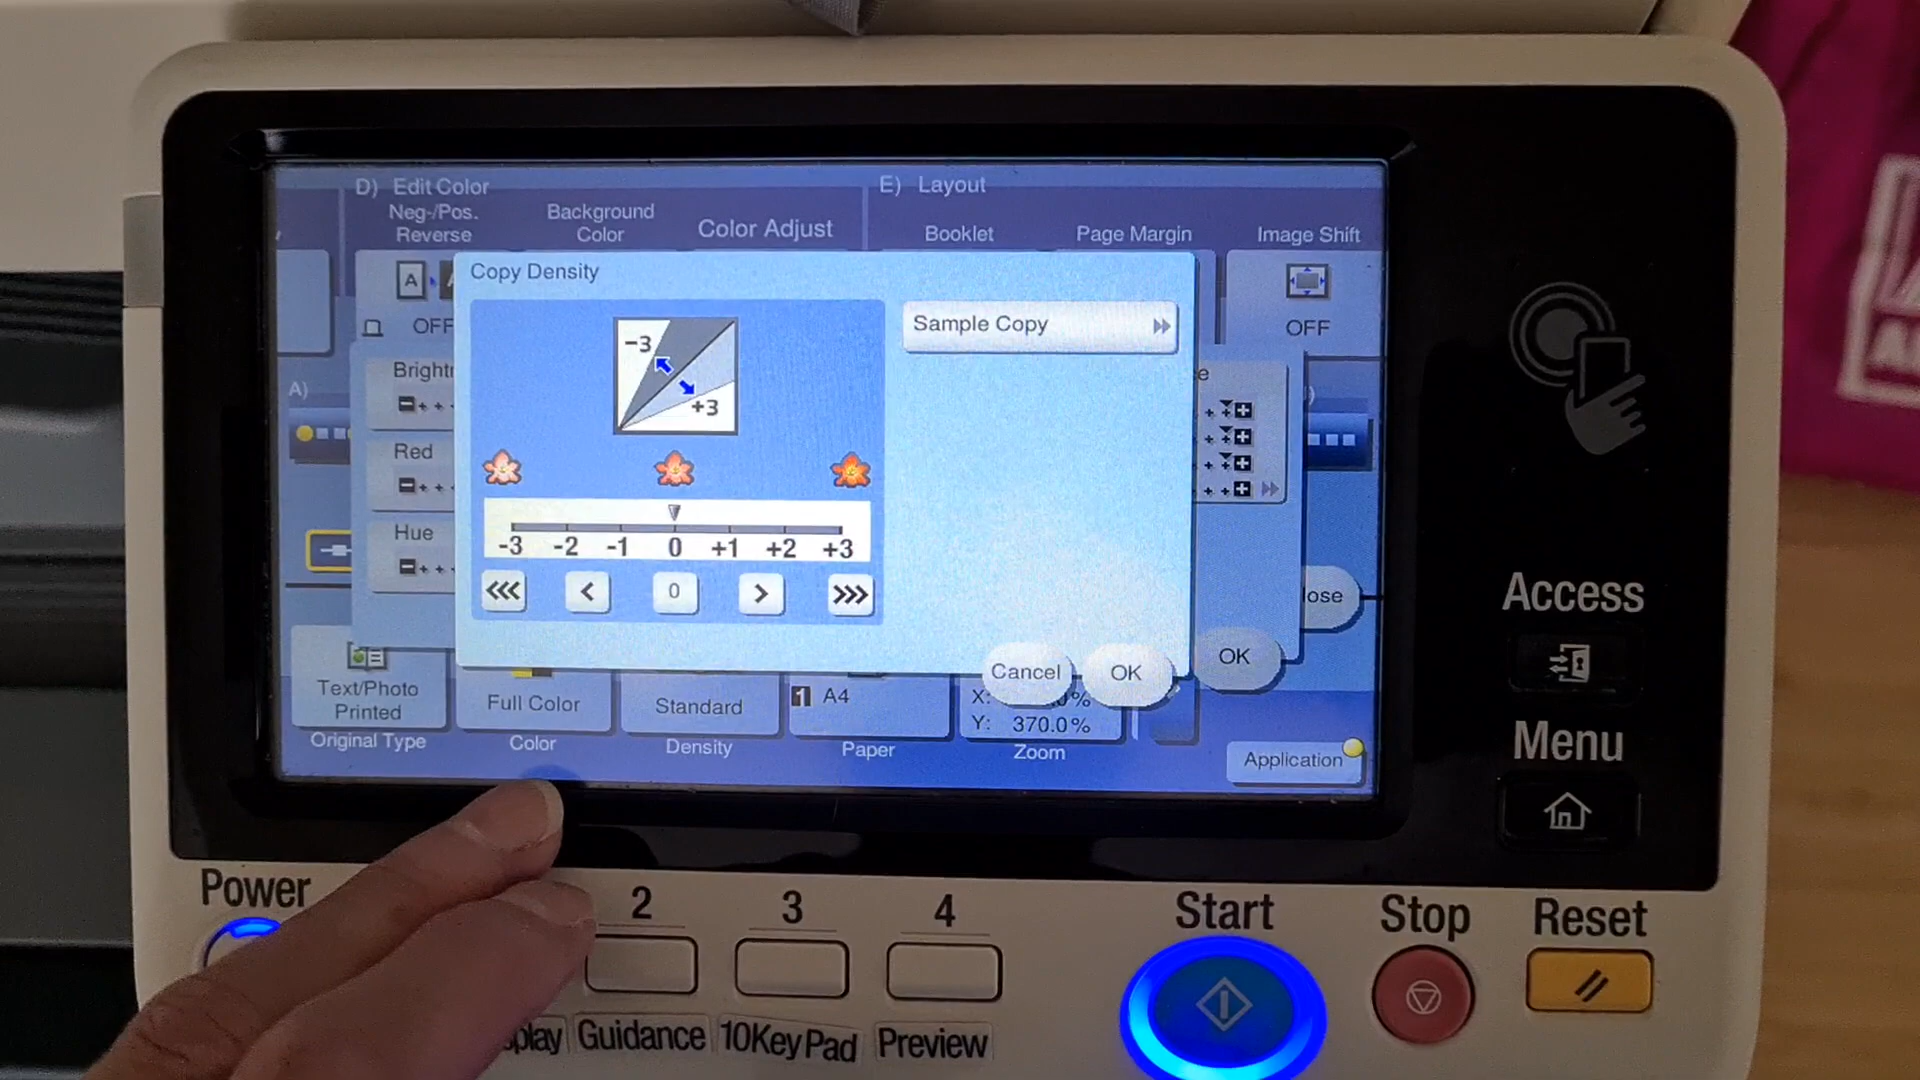 D) Edit Color
E) Layout
Neg-/Pos.
Reverse
Background
Color
Color Adjust
Booklet
Page Margin
Image Shift
Copy Density
A
OFF
-3
+3
Sample Copy
OFF
A)
Red
Hue
-3 -2 -1 0 +1 +2 +3
0
Cancel
OK
OK
Text/Photo
Printed
Full Color
Standard
1 A4
X:
Y: 370.0%
Original Type
Color
Density
Paper
Zoom
Application
Access
Menu
Power
2
3
4
Start
Stop
Reset
Guidance
10Key Pad
Preview